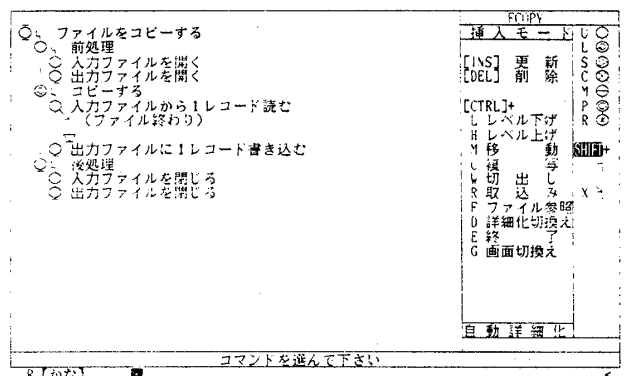 FCOPY
ファイルをコピーする
前処理
入力ファイルを開く
出力ファイルを開く
コピーする
入力ファイルから1レコード読む
(ファイル終わり)
出力ファイルに1レコード書き込む
後処理
入力ファイルを閉じる
出力ファイルを閉じる
挿入モード
[INS] 更 新
[DEL] 削 除
[CTRL]+
L レベル下げ
H レベル上げ
M 移 動
C 複 写
W 切 出 し
R 取 込 み
F ファイル参照
D 詳細化切換え
E 終 了
G 画面切換え
自動詳細化
U
L
S
C
M
P
R
SHIFT+
X
コマンドを選んで下さい
R【かな】